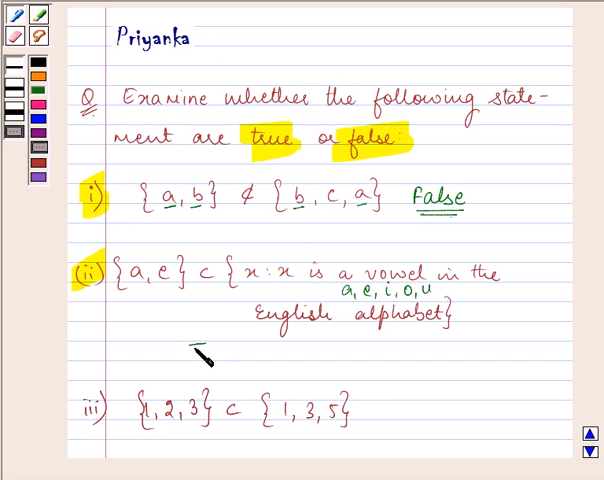 Priyanka
Q Examine whether the following state-
ment are true or false:
i) { a, b } ⊄ { b, c, a } False
(ii) {a, e } ⊂ { x : x is a vowel in the
a, e, i, o, u
English alphabet}
iii) {1, 2, 3} ⊂ { 1, 3, 5}